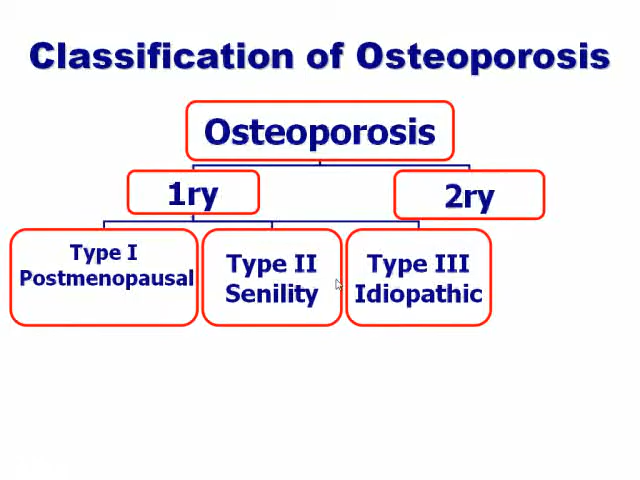 Classification of Osteoporosis
Osteoporosis
1ry
2ry
Type I
Postmenopausal
Type II
Senility
Type III
Idiopathic